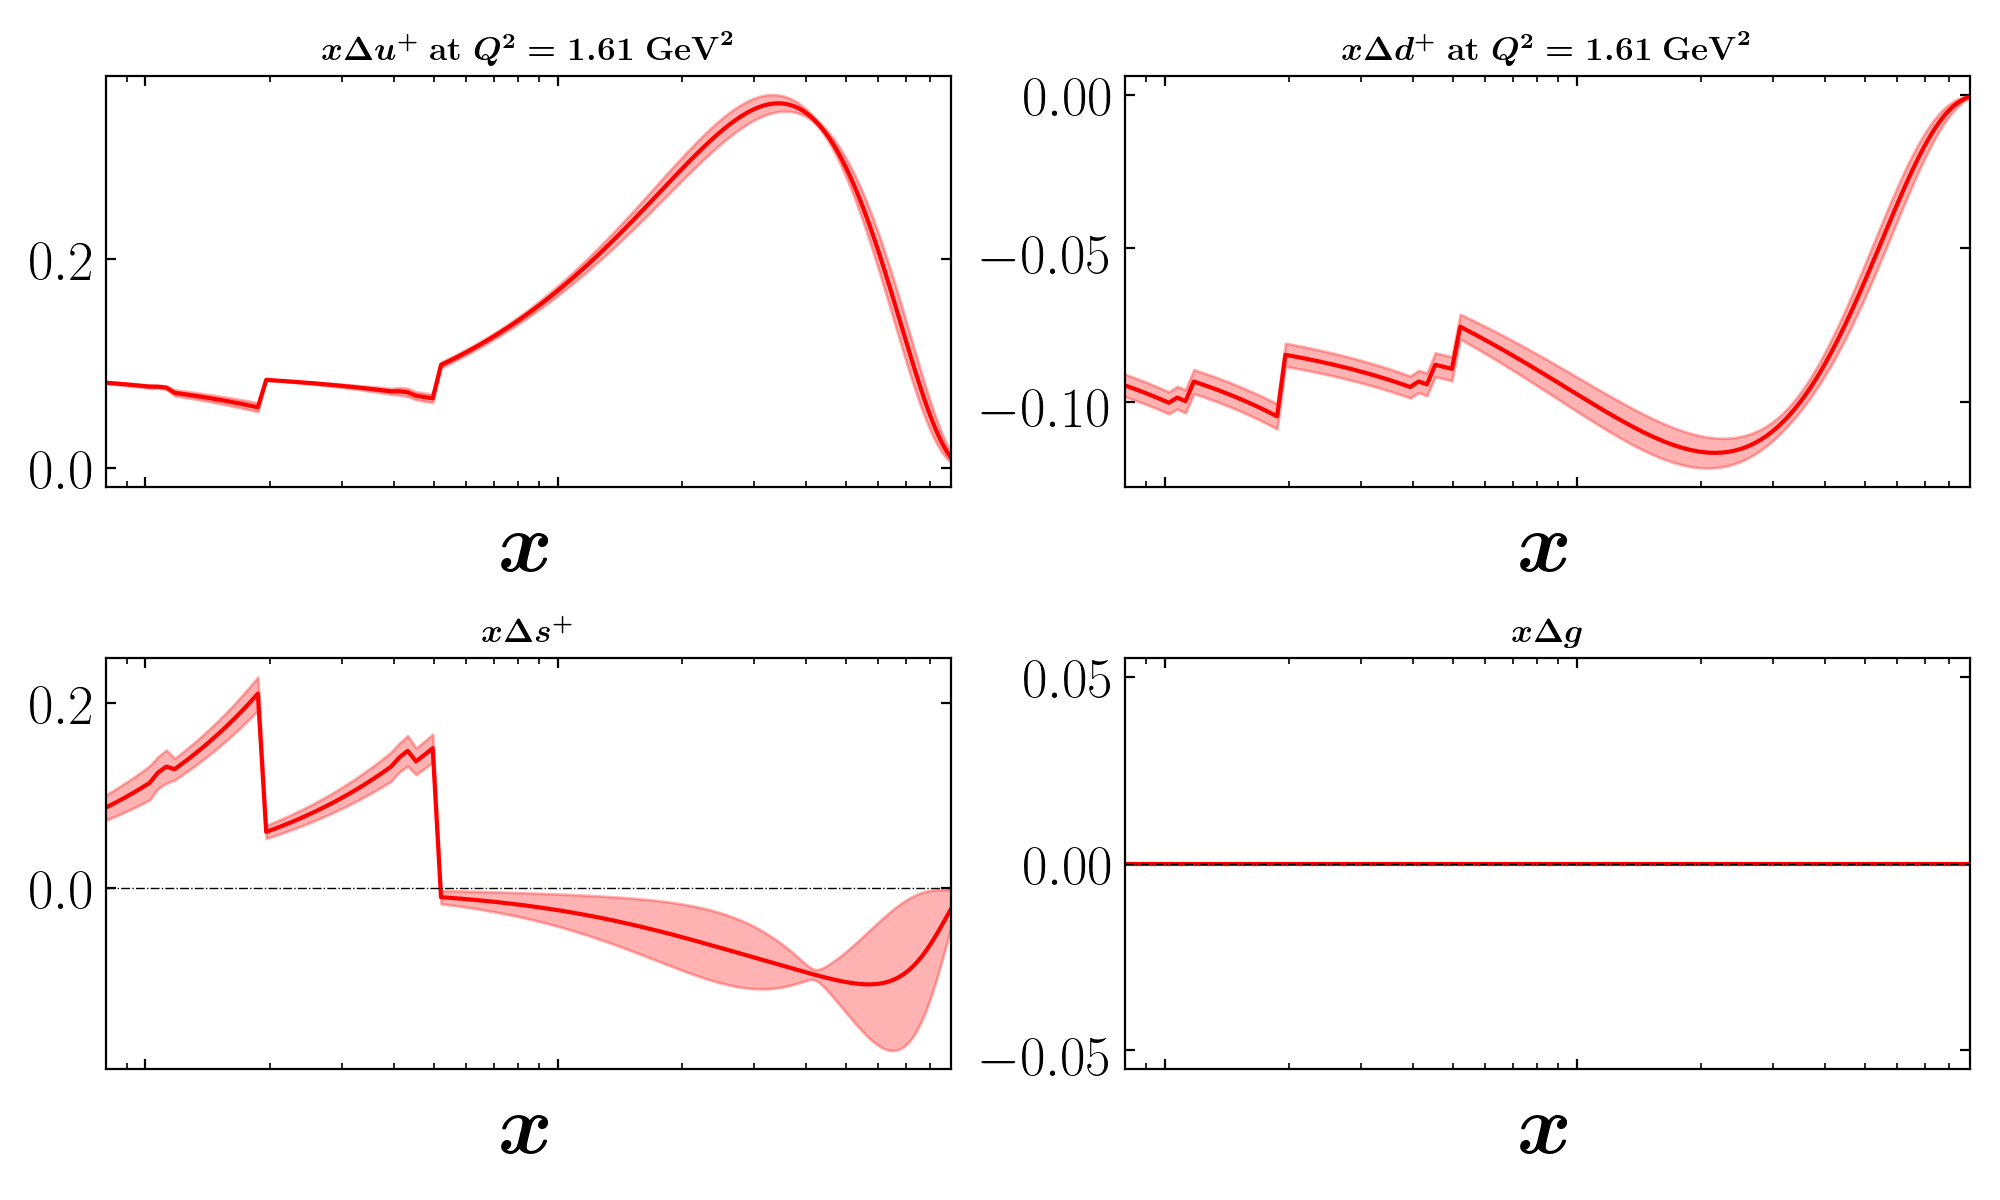 xΔu⁺ at Q² = 1.61 GeV²
0.2
0.0
x
xΔd⁺ at Q² = 1.61 GeV²
0.00
−0.05
−0.10
x
xΔs⁺
0.2
0.0
x
xΔg
0.05
0.00
−0.05
x